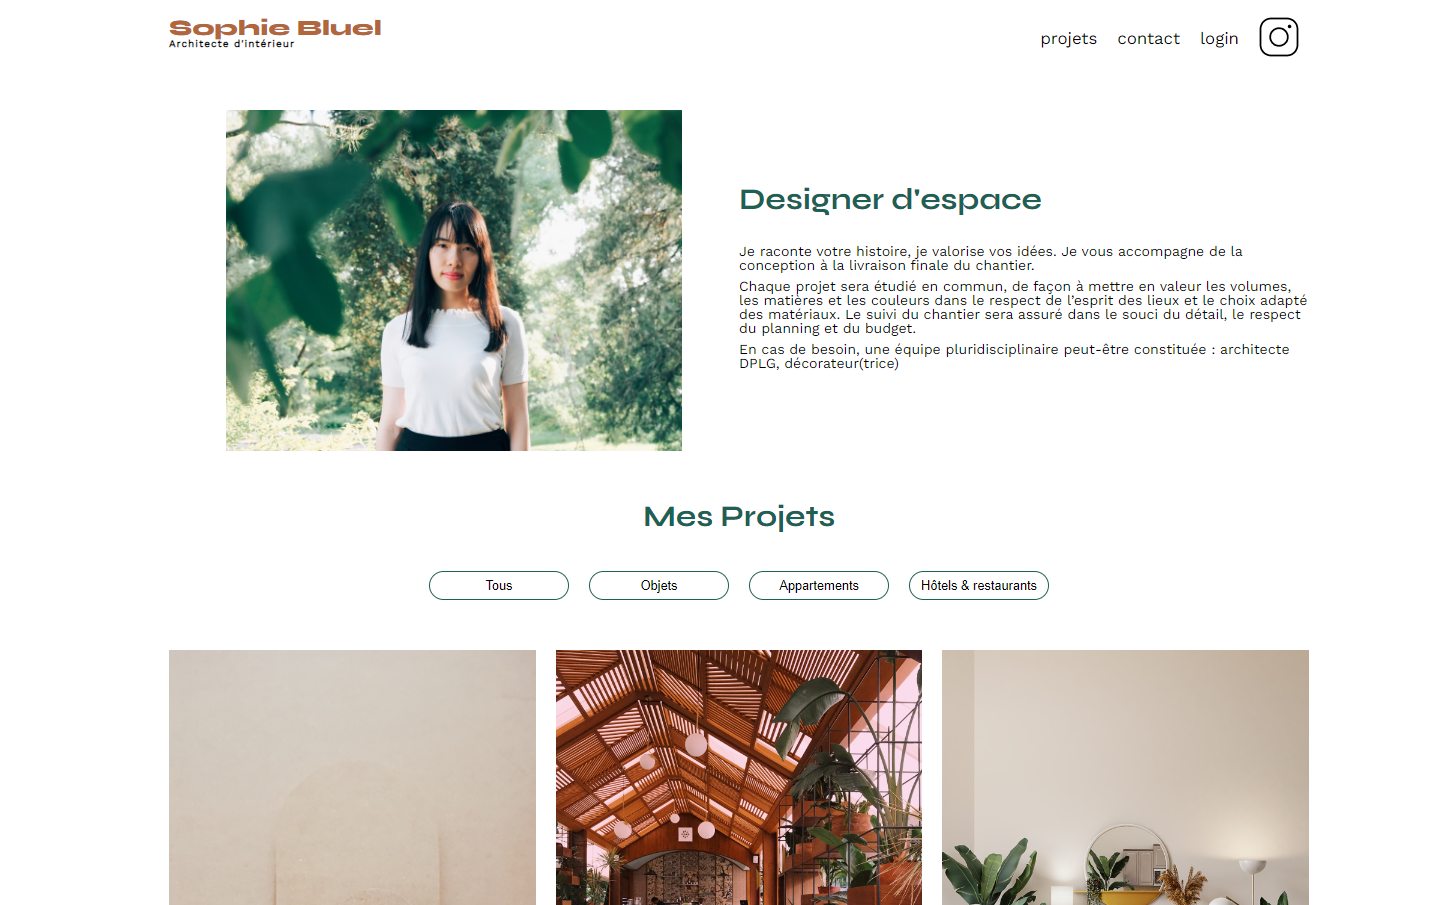 Sophie Bluel
Architecte d'intérieur
projets contact login
Designer d'espace
Je raconte votre histoire, je valorise vos idées. Je vous accompagne de la
conception à la livraison finale du chantier.
Chaque projet sera étudié en commun, de façon à mettre en valeur les volumes,
les matières et les couleurs dans le respect de l’esprit des lieux et le choix adapté
des matériaux. Le suivi du chantier sera assuré dans le souci du détail, le respect
du planning et du budget.
En cas de besoin, une équipe pluridisciplinaire peut-être constituée : architecte
DPLG, décorateur(trice)
Mes Projets
Tous Objets Appartements Hôtels & restaurants